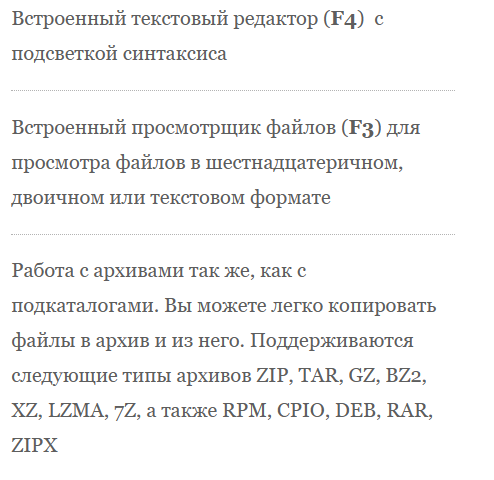 Встроенный текстовый редактор (F4)  с
подсветкой синтаксиса
Встроенный просмотрщик файлов (F3) для
просмотра файлов в шестнадцатеричном,
двоичном или текстовом формате
Работа с архивами так же, как с
подкаталогами. Вы можете легко копировать
файлы в архив и из него. Поддерживаются
следующие типы архивов ZIP, TAR, GZ, BZ2,
XZ, LZMA, 7Z, а также RPM, CPIO, DEB, RAR,
ZIPX